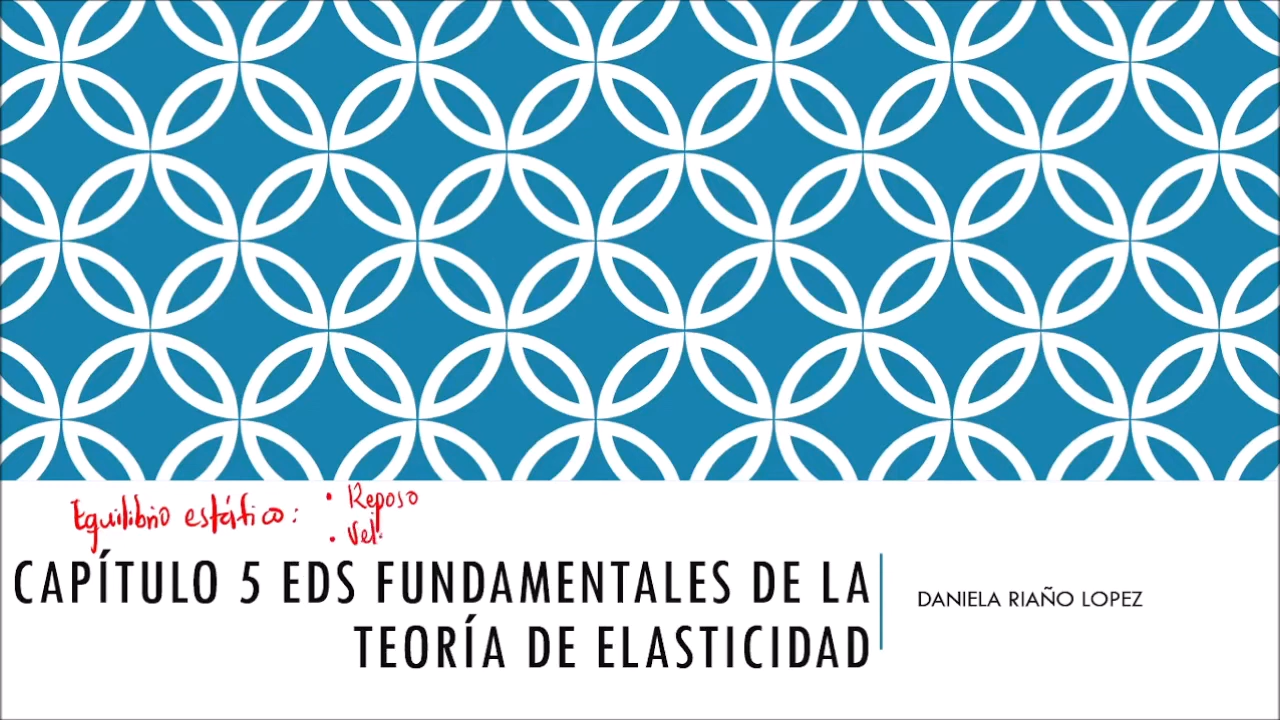 Equilibrio estático: • Reposo
• Vel
CAPÍTULO 5 EDS FUNDAMENTALES DE LA
TEORÍA DE ELASTICIDAD
DANIELA RIAÑO LOPEZ